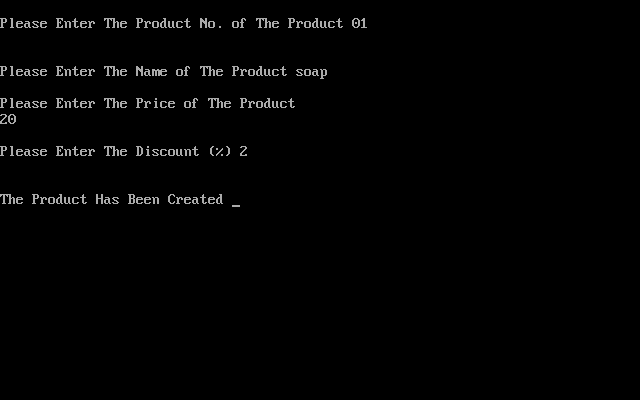 Please Enter The Product No. of The Product 01
Please Enter The Name of The Product soap
Please Enter The Price of The Product
20
Please Enter The Discount (%) 2
The Product Has Been Created _